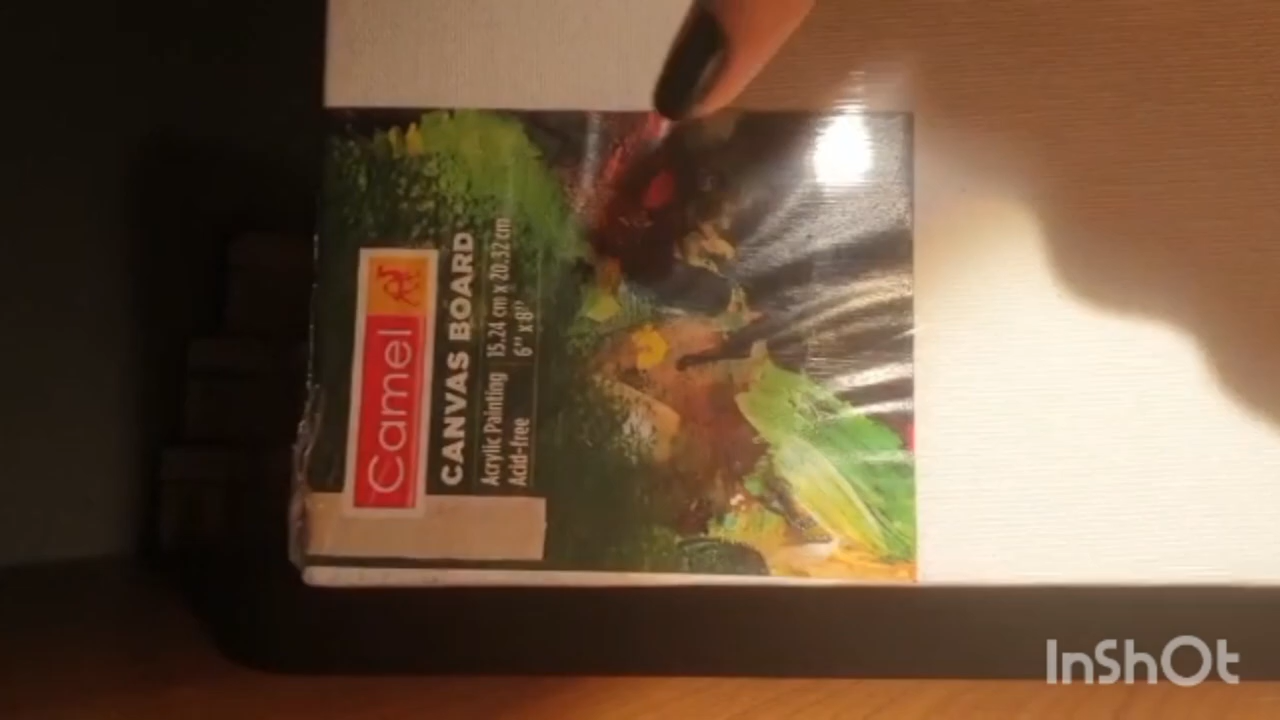 Camel
CANVAS BOARD
Acrylic Painting 15.24 cm x 20.32 cm
Acid-free 6" x 8"
InShOt